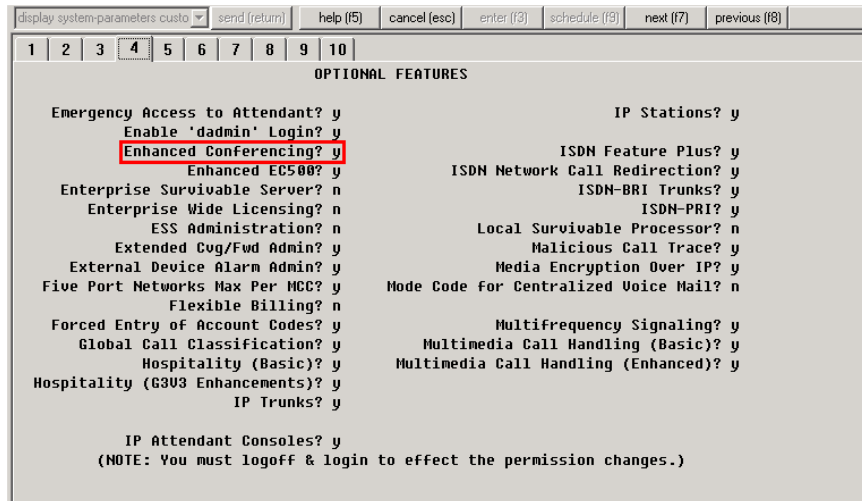 display system-parameters custo send (return) help (f5) cancel (esc) enter (f3) schedule (f9) next (f7) previous (f8)
1 2 3 4 5 6 7 8 9 10
OPTIONAL FEATURES
Emergency Access to Attendant? y IP Stations? y
Enable 'dadmin' Login? y
Enhanced Conferencing? y ISDN Feature Plus? y
Enhanced EC500? y ISDN Network Call Redirection? y
Enterprise Survivable Server? n ISDN-BRI Trunks? y
Enterprise Wide Licensing? n ISDN-PRI? y
ESS Administration? n Local Survivable Processor? n
Extended Cvg/Fwd Admin? y Malicious Call Trace? y
External Device Alarm Admin? y Media Encryption Over IP? y
Five Port Networks Max Per MCC? y Mode Code for Centralized Voice Mail? n
Flexible Billing? n
Forced Entry of Account Codes? y Multifrequency Signaling? y
Global Call Classification? y Multimedia Call Handling (Basic)? y
Hospitality (Basic)? y Multimedia Call Handling (Enhanced)? y
Hospitality (G3V3 Enhancements)? y
IP Trunks? y
IP Attendant Consoles? y
(NOTE: You must logoff & login to effect the permission changes.)